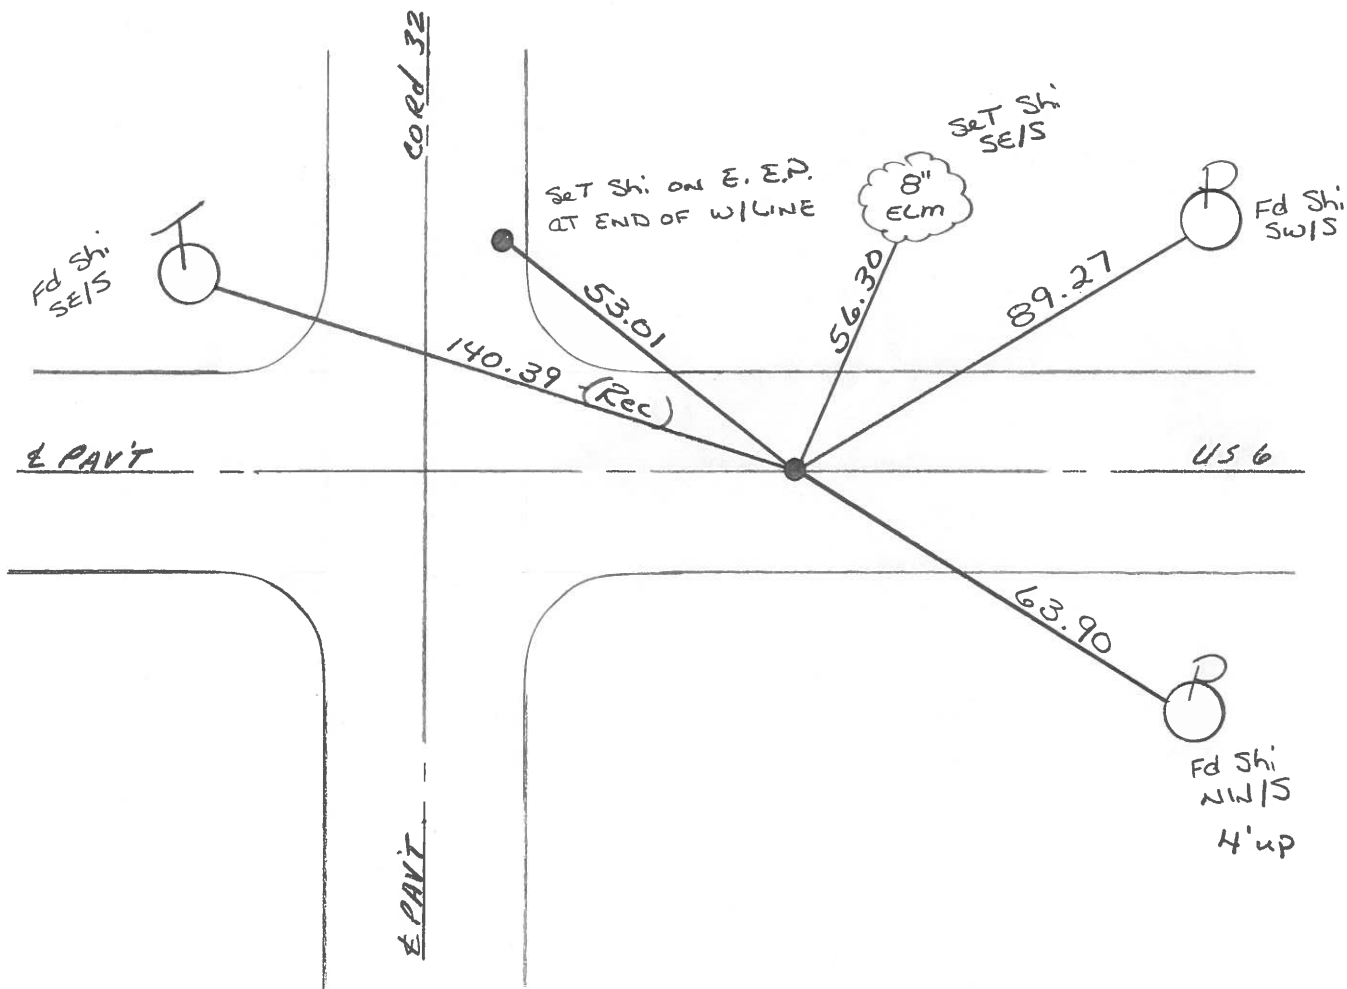 CORd 32
SeT Shi
SE/S
8"
ELM
SeT Shi ON E. E.P.
AT END OF W/LINE
Fd Shi
SW/S
Fd Shi
SE/S
53.01
56.30
89.27
140.39 (Rec)
℄ PAV'T
US 6
63.90
Fd Shi
NW/S
4' up
℄ PAV'T